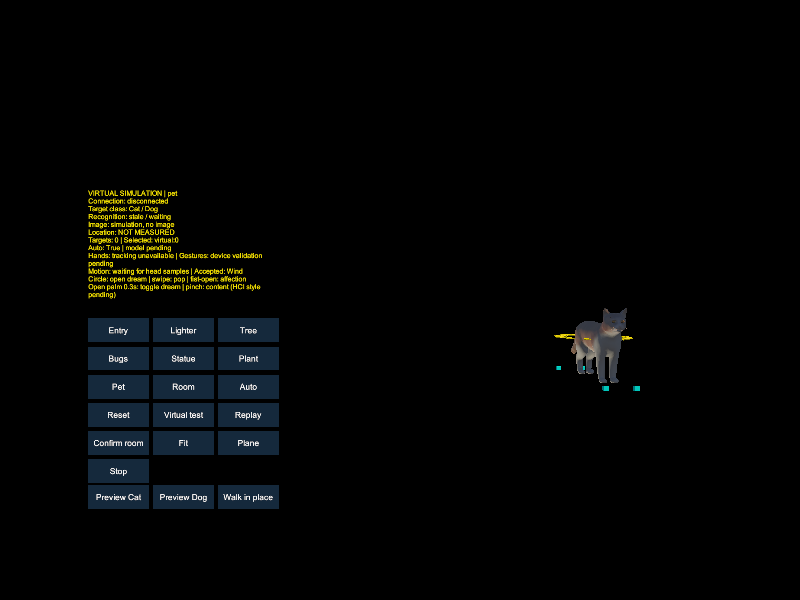 VIRTUAL SIMULATION | pet
Connection: disconnected
Target class: Cat / Dog
Recognition: stale / waiting
Image: simulation, no image
Location: NOT MEASURED
Targets: 0 | Selected: virtual:0
Auto: True | model pending
Hands: tracking unavailable | Gestures: device validation
pending
Motion: waiting for head samples | Accepted: Wind
Circle: open dream | swipe: pop | fist-open: affection
Open palm 0.3s: toggle dream | pinch: content (HCI style
pending)
Entry Lighter Tree
Bugs Statue Plant
Pet Room Auto
Reset Virtual test Replay
Confirm room Fit Plane
Stop
Preview Cat Preview Dog Walk in place